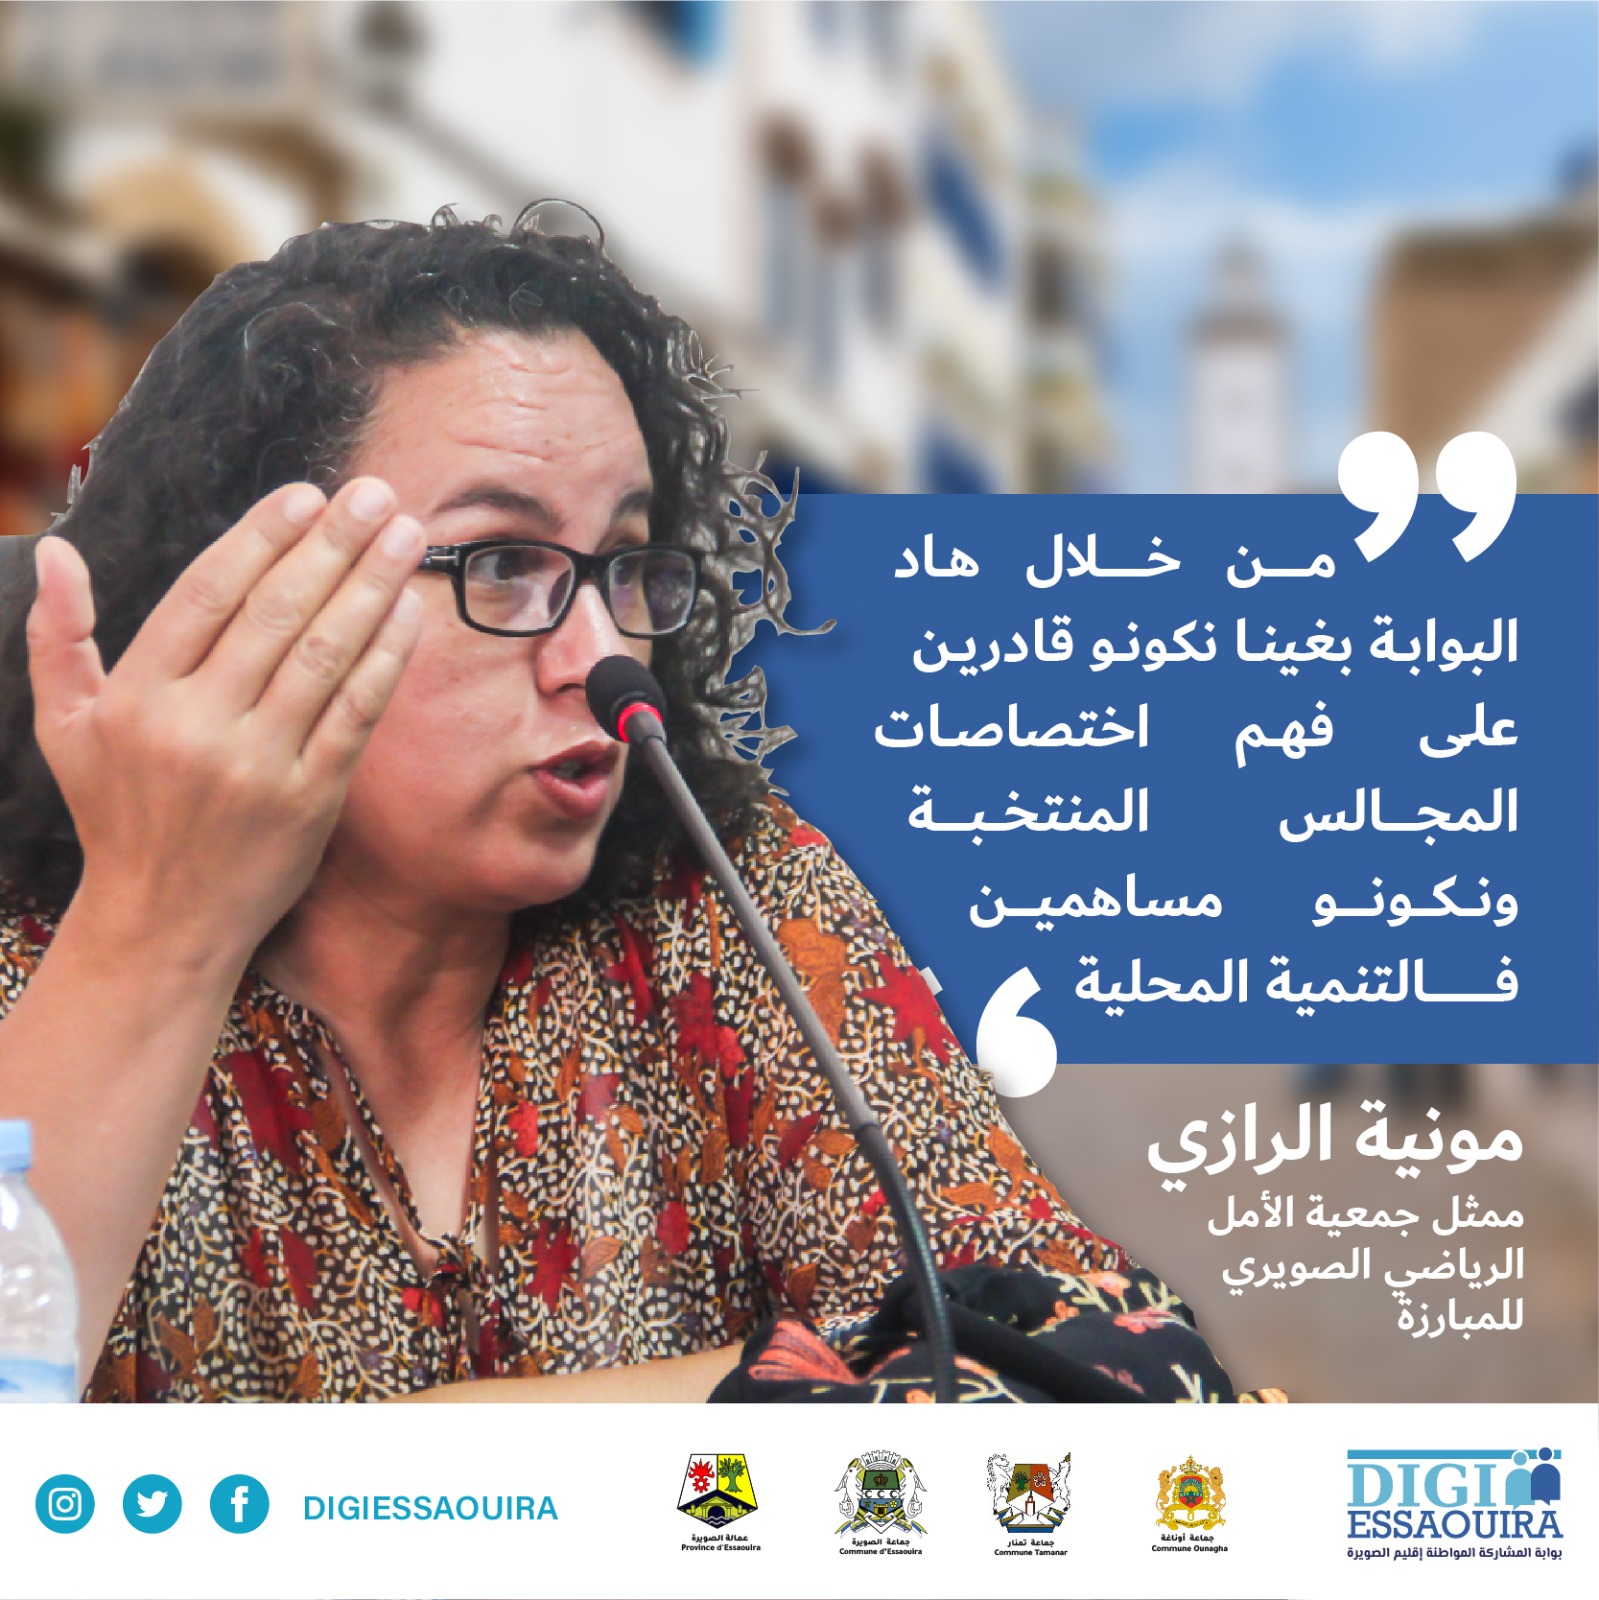 من خلال هاد
البوابة بغينا نكونو قادرين
على فهم اختصاصات
المجالس المنتخبة
ونكونو مساهمين
فالتنمية المحلية
مونية الرازي
ممثل جمعية الأمل
الرياضي الصويري
للمبارزة
DIGIESSAOUIRA
عمالة الصويرة
Province d'Essaouira
جماعة الصويرة
Commune d'Essaouira
جماعة تمنار
Commune Tamanar
جماعة أوناغة
Commune Ounagha
DIGI
ESSAOUIRA
بوابة المشاركة المواطنة إقليم الصويرة